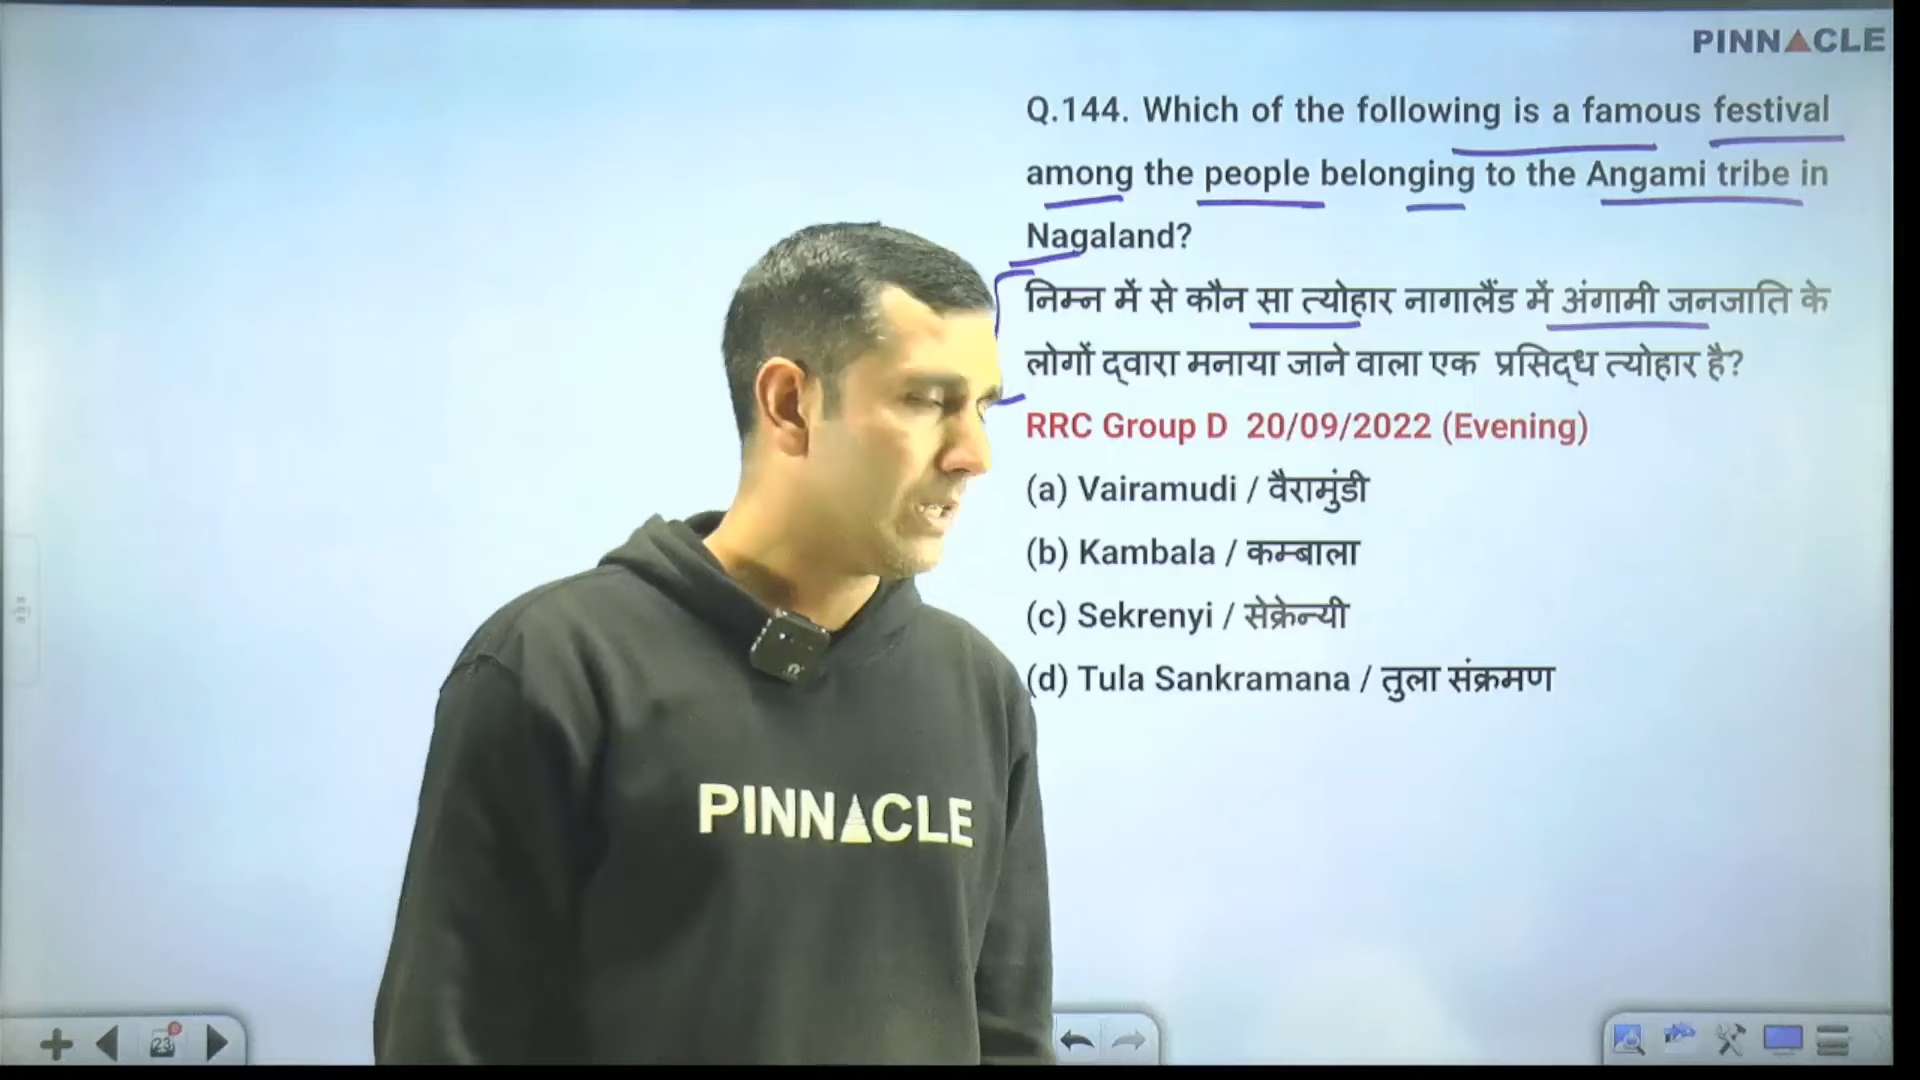 PINNACLE
Q.144. Which of the following is a famous festival
among the people belonging to the Angami tribe in
Nagaland?
निम्न में से कौन सा त्योहार नागालैंड में अंगामी जनजाति के
लोगों द्वारा मनाया जाने वाला एक प्रसिद्ध त्योहार है?
RRC Group D 20/09/2022 (Evening)
(a) Vairamudi / वैरामुंडी
(b) Kambala / कम्बाला
(c) Sekrenyi / सेक्रेन्यी
(d) Tula Sankramana / तुला संक्रमण
PINNACLE
23